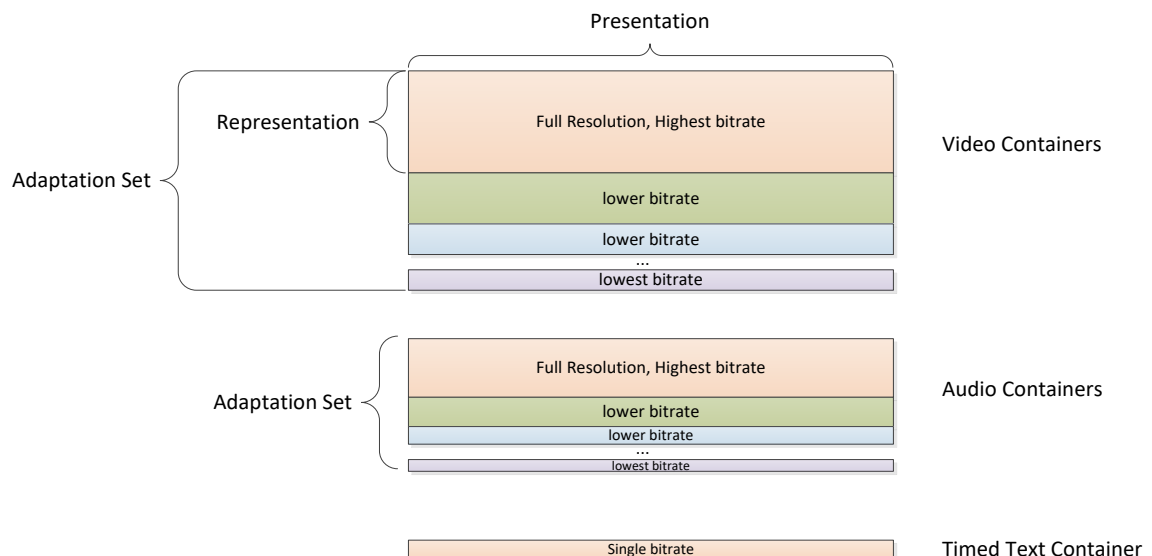 Presentation
Full Resolution, Highest bitrate
Representation
Video Containers
Adaptation Set
lower bitrate
lower bitrate
...
lowest bitrate
Full Resolution, Highest bitrate
Audio Containers
Adaptation Set
lower bitrate
lower bitrate
...
lowest bitrate
Single bitrate
Timed Text Container